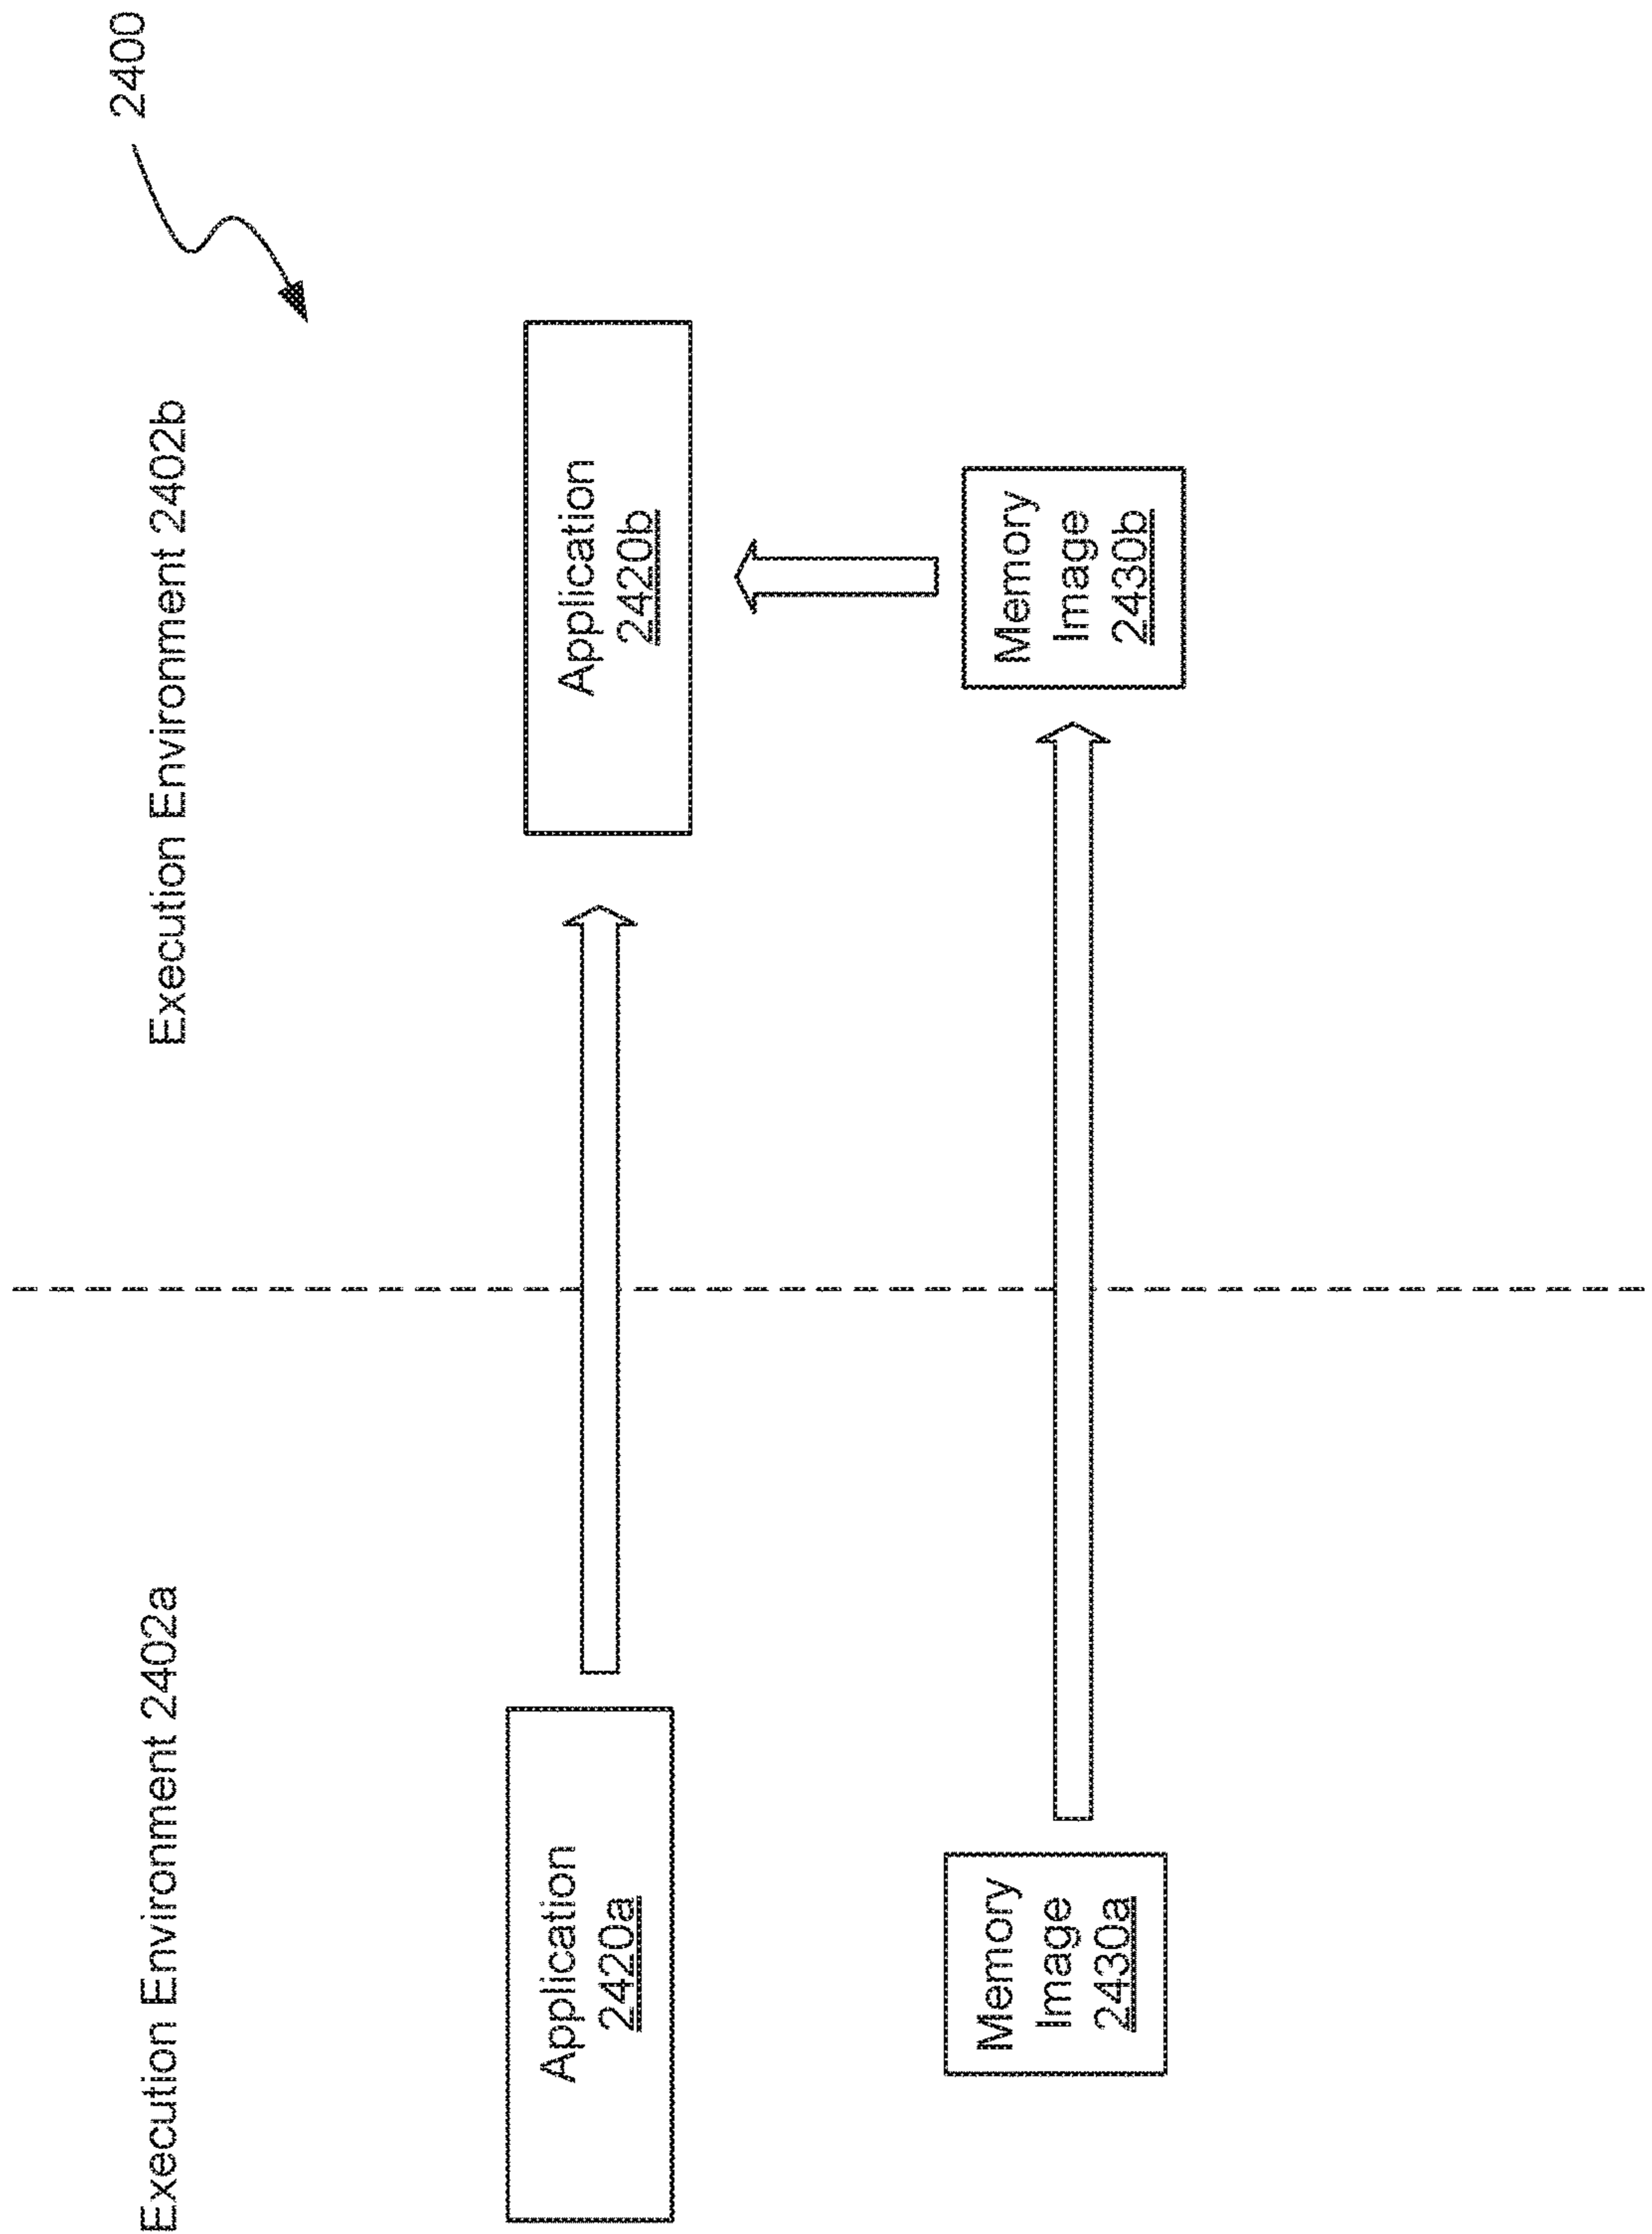 2400
Execution Environment 2402a
Execution Environment 2402b
Application
2420a
Application
2420b
Memory
Image
2430a
Memory
Image
2430b